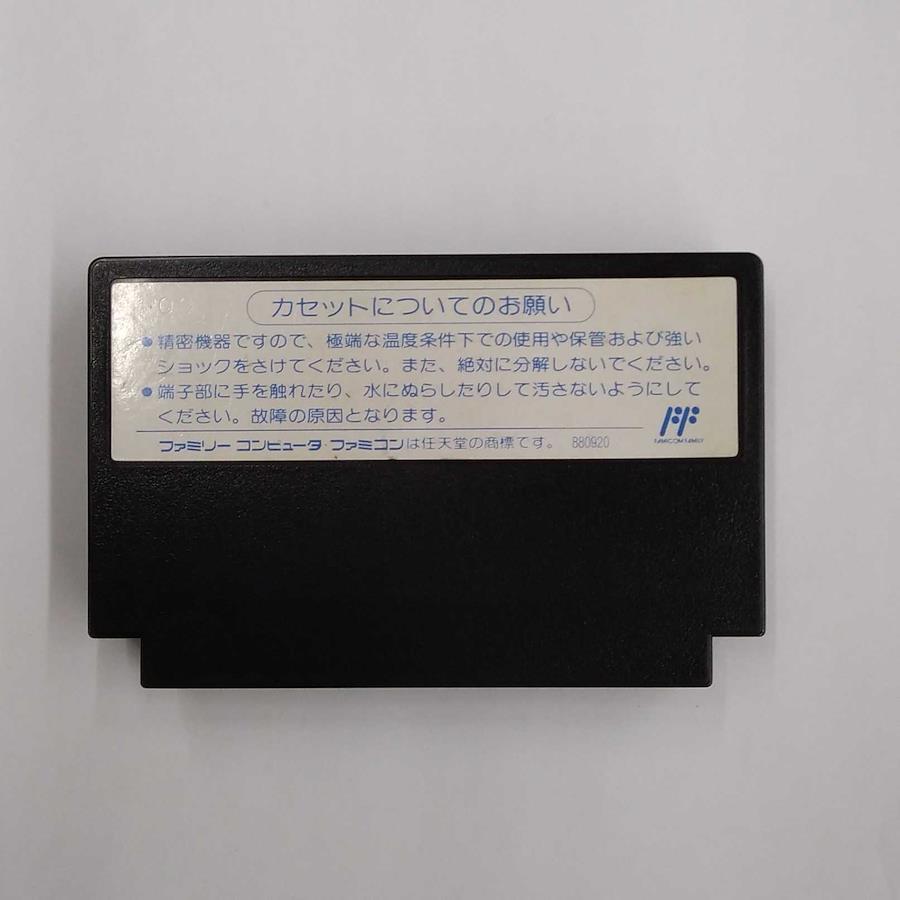 カセットについてのお願い
●精密機器ですので、極端な温度条件下での使用や保管および強い
ショックをさけてください。また、絶対に分解しないでください。
●端子部に手を触れたり、水にぬらしたりして汚さないようにして
ください。故障の原因となります。
FAMICOM FAMILY
ファミリー コンピュータ・ファミコンは任天堂の商標です。 880920